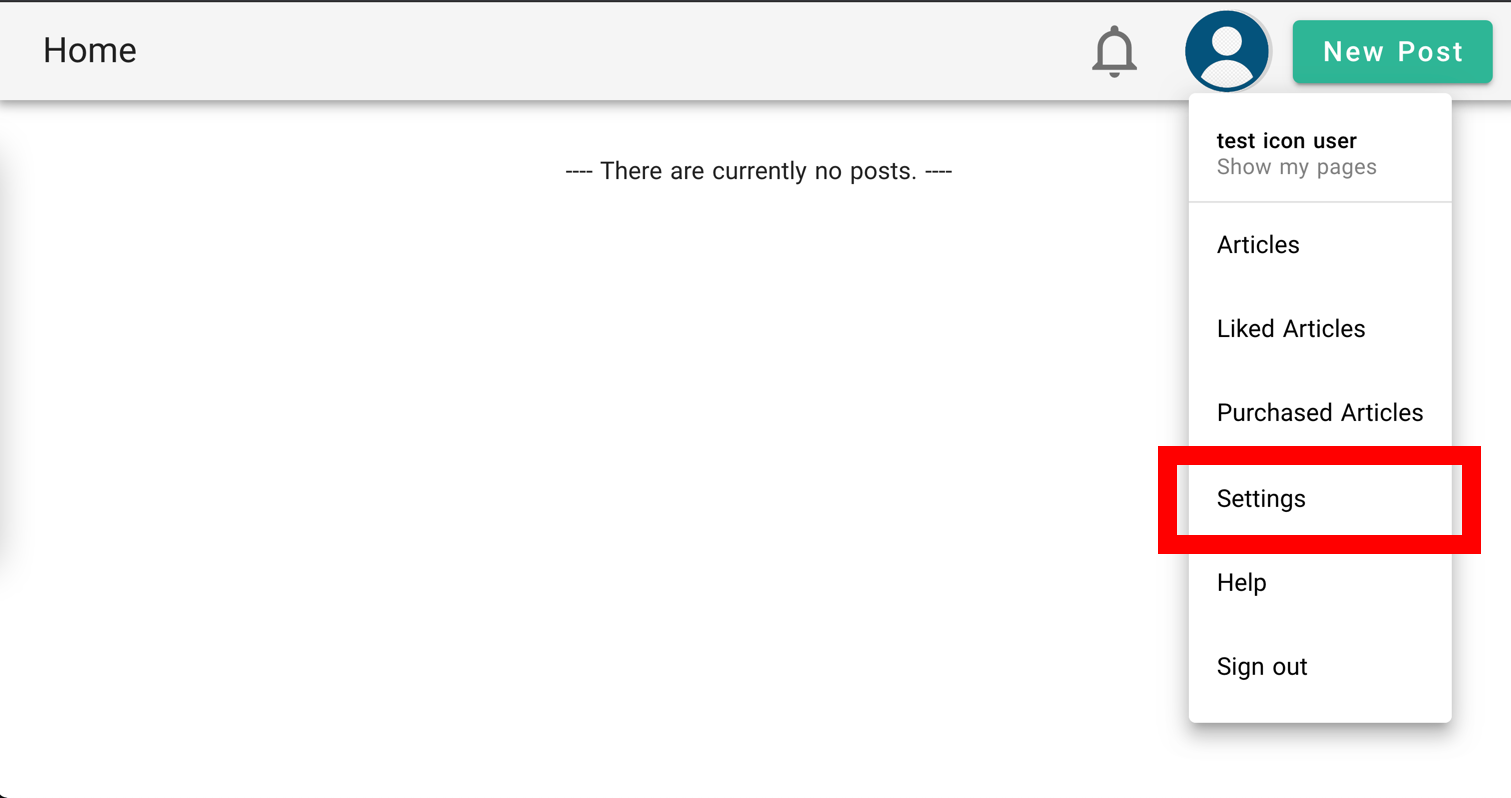 Home
New Post
---- There are currently no posts. ----
test icon user
Show my pages
Articles
Liked Articles
Purchased Articles
Settings
Help
Sign out